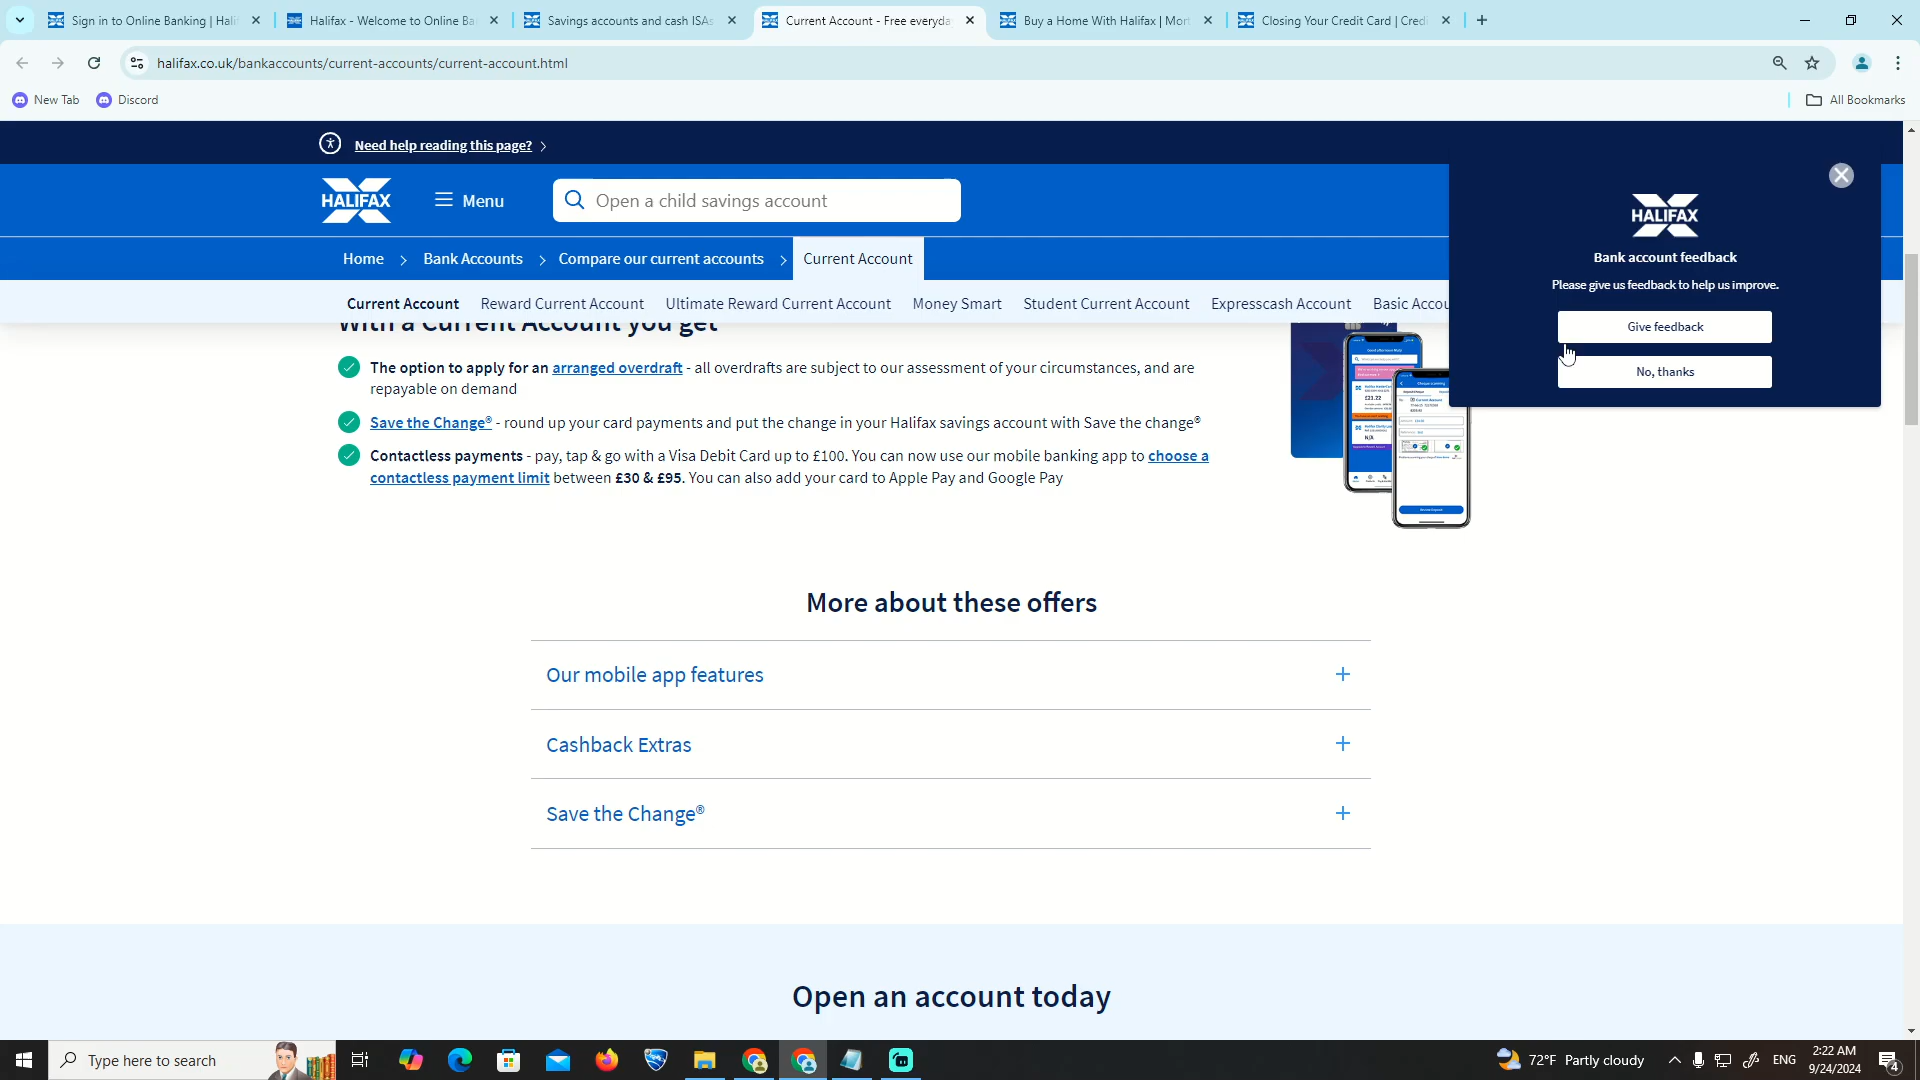 Sign in to Online Banking | Hali
Halifax - Welcome to Online Ba
Savings accounts and cash ISAs
Current Account - Free everyda
Buy a Home With Halifax | Mort
Closing Your Credit Card | Cred
halifax.co.uk/bankaccounts/current-accounts/current-account.html
New Tab
Discord
All Bookmarks
Need help reading this page?
HALIFAX
Menu
Open a child savings account
Home
Bank Accounts
Compare our current accounts
Current Account
Current Account
Reward Current Account
Ultimate Reward Current Account
Money Smart
Student Current Account
Expresscash Account
Basic Accou
HALIFAX
Bank account feedback
Please give us feedback to help us improve.
Give feedback
No, thanks
With a Current Account you get
The option to apply for an arranged overdraft - all overdrafts are subject to our assessment of your circumstances, and are
repayable on demand
Save the Change® - round up your card payments and put the change in your Halifax savings account with Save the change®
Contactless payments - pay, tap & go with a Visa Debit Card up to £100. You can now use our mobile banking app to choose a
contactless payment limit between £30 & £95. You can also add your card to Apple Pay and Google Pay
£21.22
N/A
More about these offers
Our mobile app features
Cashback Extras
Save the Change®
Open an account today
Type here to search
72°F Partly cloudy
ENG
2:22 AM
9/24/2024
4